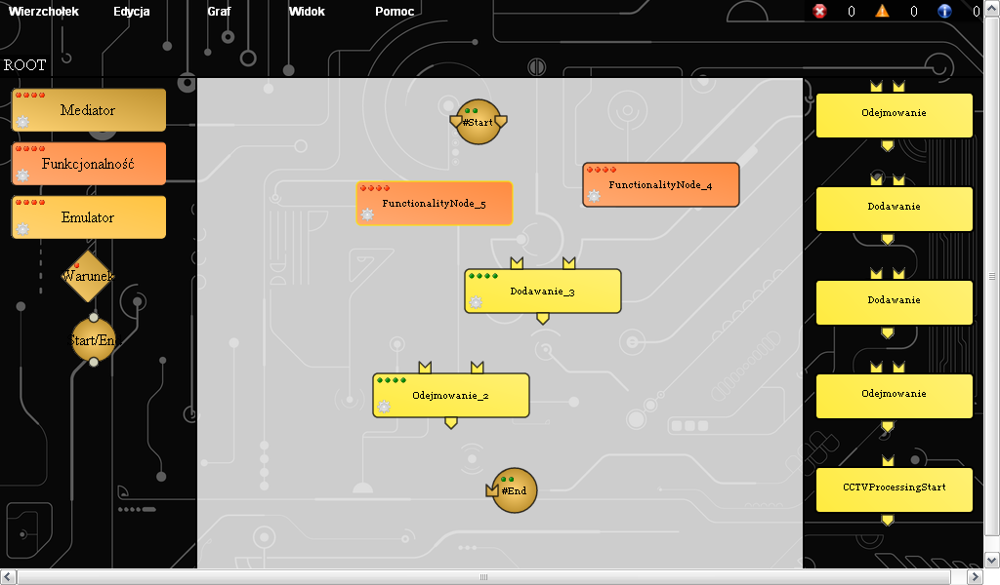 Wierzchołek Edycja Graf Widok Pomoc 0 0 0
ROOT
Mediator
Funkcjonalność
Emulator
Warunek
Start/En
#Start
FunctionalityNode_4
FunctionalityNode_5
Dodawanie_3
Odejmowanie_2
#End
Odejmowanie
Dodawanie
Dodawanie
Odejmowanie
CCTVProcessingStart